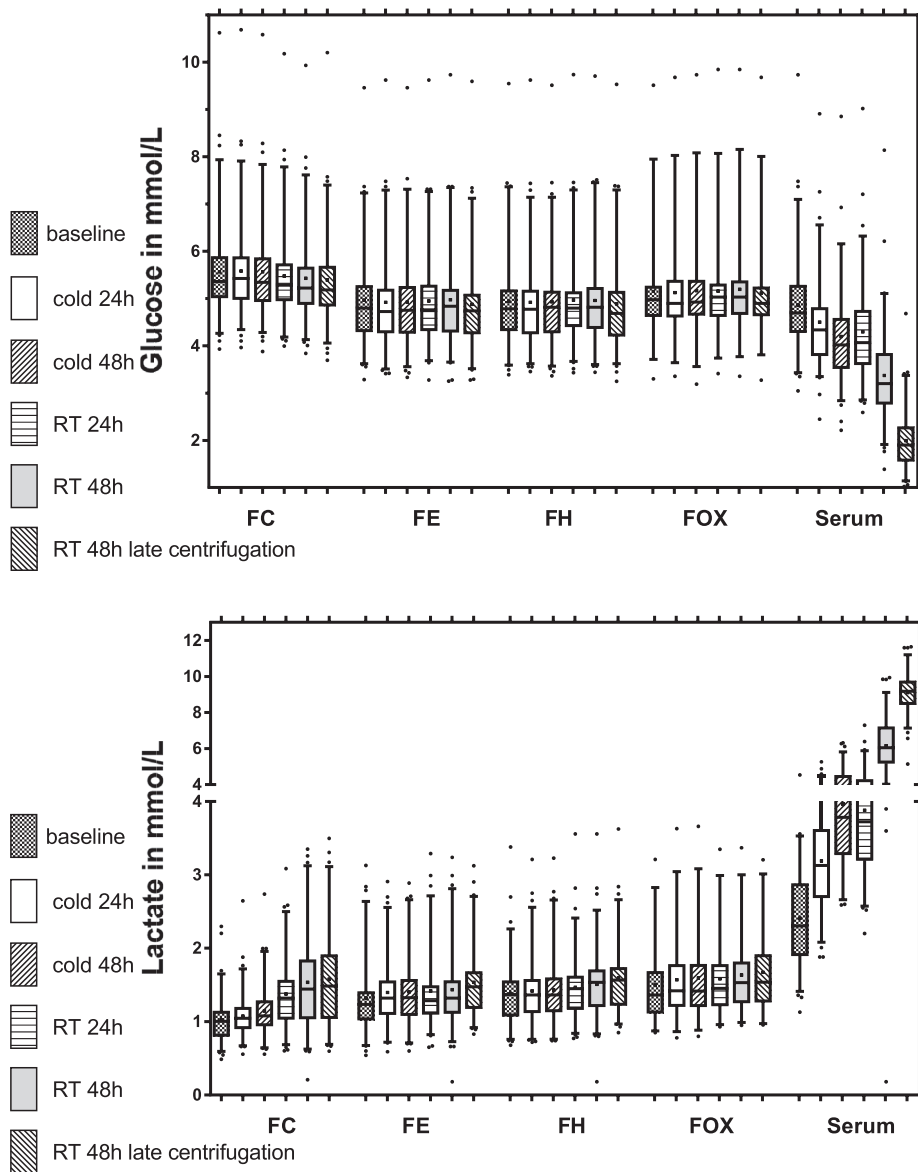 Glucose in mmol/L
10
8
6
4
2
baseline
cold 24h
cold 48h
RT 24h
RT 48h
RT 48h late centrifugation
FC FE FH FOX Serum
Lactate in mmol/L
12
10
8
6
4
4
3
2
1
0
baseline
cold 24h
cold 48h
RT 24h
RT 48h
RT 48h late centrifugation
FC FE FH FOX Serum